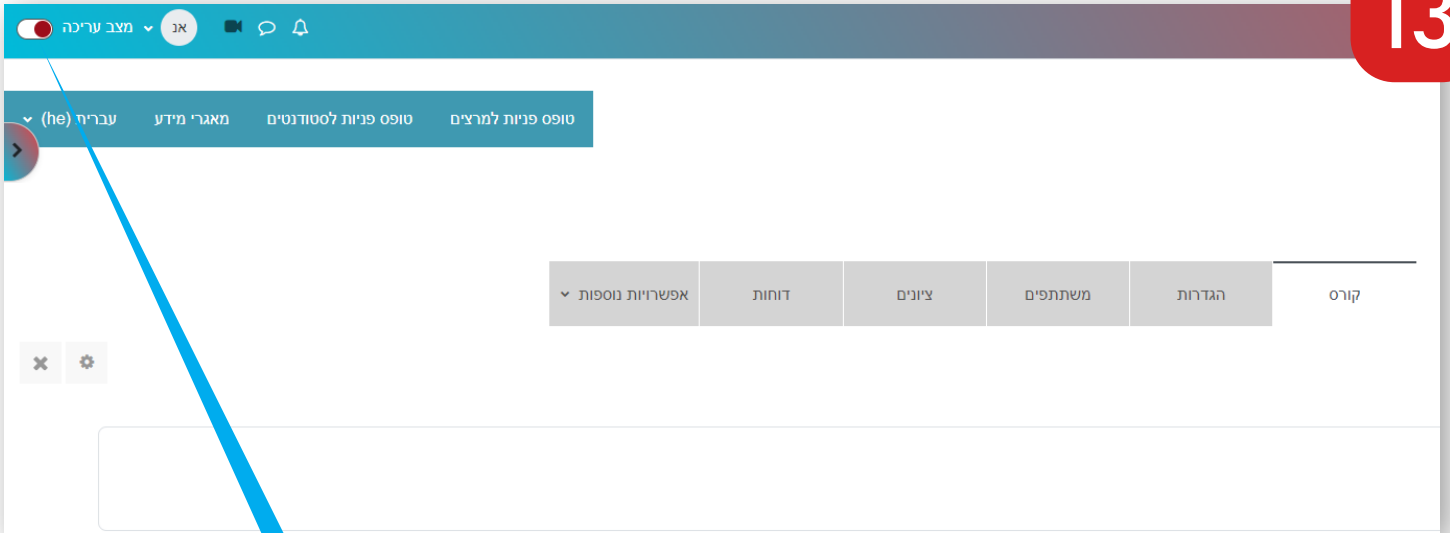 13
אנ מצב עריכה
טופס פניות למרצים טופס פניות לסטודנטים מאגרי מידע עברית ‎(he)‎
קורס הגדרות משתתפים ציונים דוחות אפשרויות נוספות